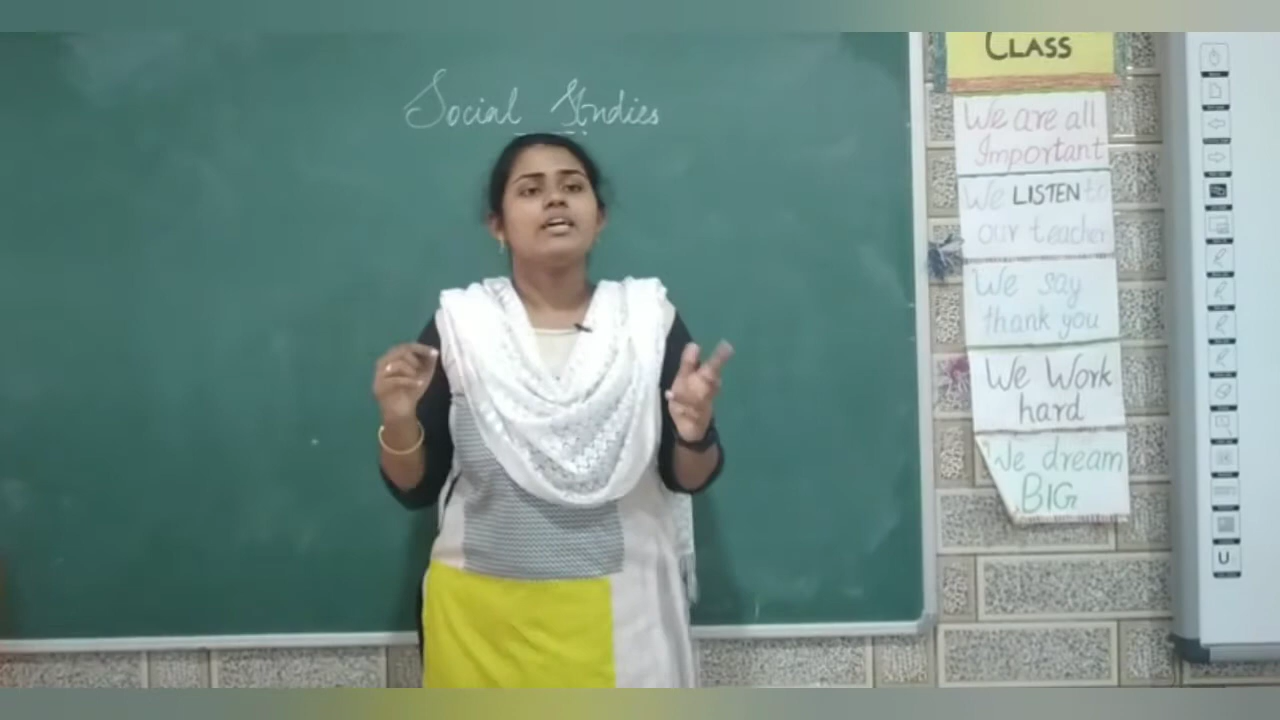 Social Studies
CLASS
We are all
Important
We LISTEN to
our teacher
We say
thank you
We Work
hard
We dream
BIG
U